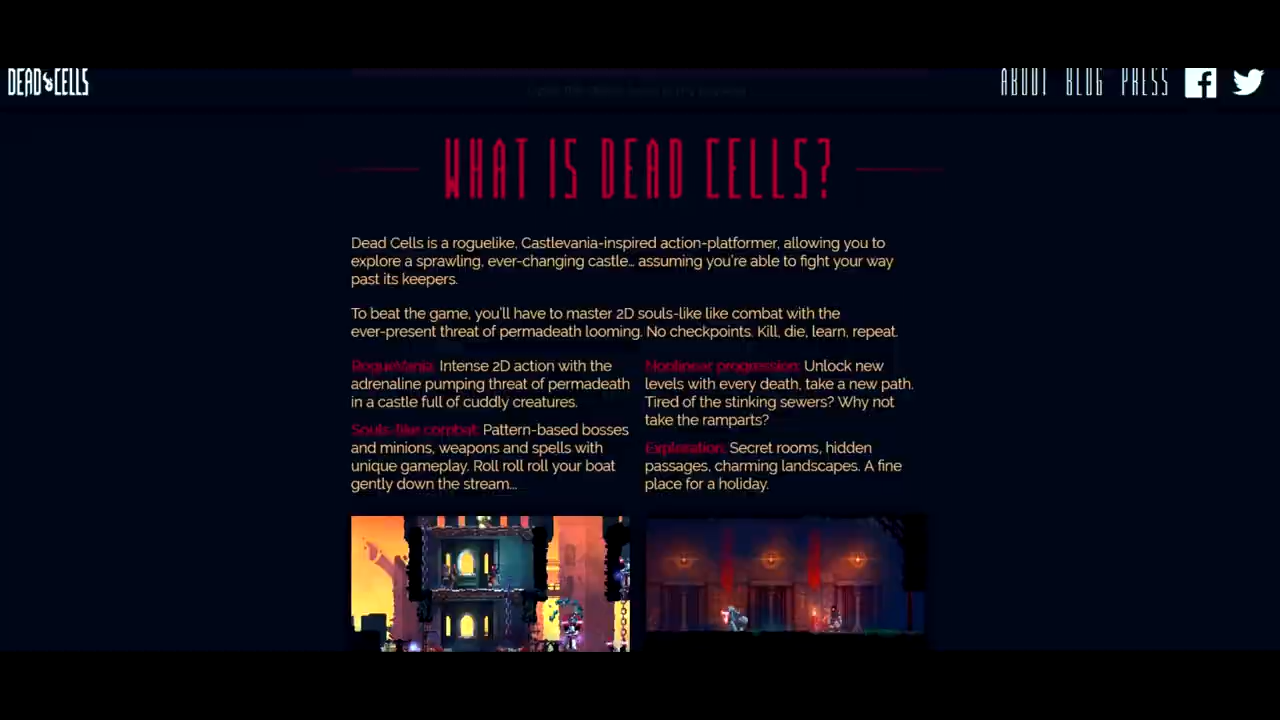 DEAD CELLS
ABOUT BLOG PRESS
WHAT IS DEAD CELLS?
Dead Cells is a roguelike, Castlevania-inspired action-platformer, allowing you to
explore a sprawling, ever-changing castle… assuming you're able to fight your way
past its keepers.
To beat the game, you'll have to master 2D souls-like like combat with the
ever-present threat of permadeath looming. No checkpoints. Kill, die, learn, repeat.
RogueVania: Intense 2D action with the
adrenaline pumping threat of permadeath
in a castle full of cuddly creatures.
Souls-like combat: Pattern-based bosses
and minions, weapons and spells with
unique gameplay. Roll roll roll your boat
gently down the stream…
Nonlinear progression: Unlock new
levels with every death, take a new path.
Tired of the stinking sewers? Why not
take the ramparts?
Exploration: Secret rooms, hidden
passages, charming landscapes. A fine
place for a holiday.